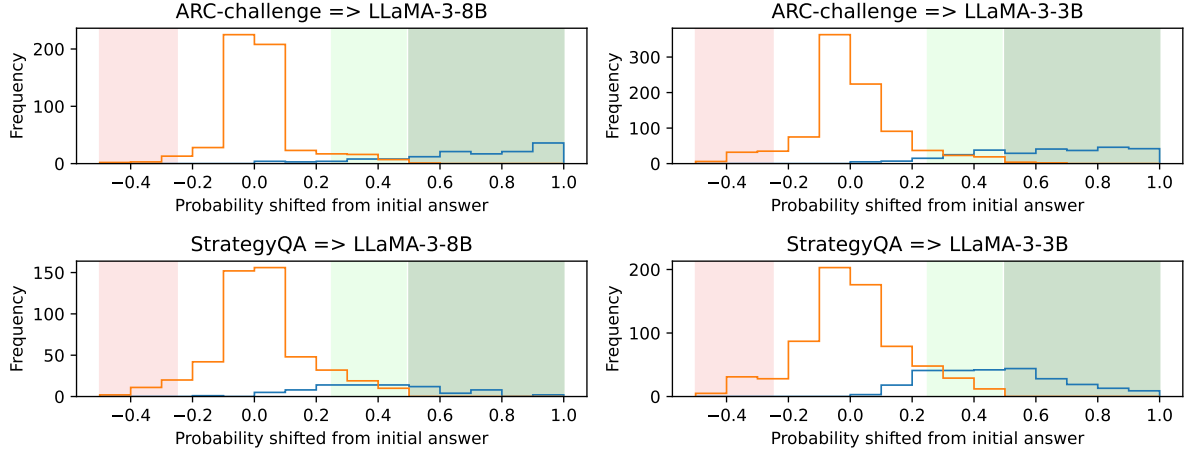 ARC-challenge => LLaMA-3-8B
Frequency
200
100
0
−0.4 −0.2 0.0 0.2 0.4 0.6 0.8 1.0
Probability shifted from initial answer
ARC-challenge => LLaMA-3-3B
Frequency
300
200
100
0
−0.4 −0.2 0.0 0.2 0.4 0.6 0.8 1.0
Probability shifted from initial answer
StrategyQA => LLaMA-3-8B
Frequency
150
100
50
0
−0.4 −0.2 0.0 0.2 0.4 0.6 0.8 1.0
Probability shifted from initial answer
StrategyQA => LLaMA-3-3B
Frequency
200
100
0
−0.4 −0.2 0.0 0.2 0.4 0.6 0.8 1.0
Probability shifted from initial answer